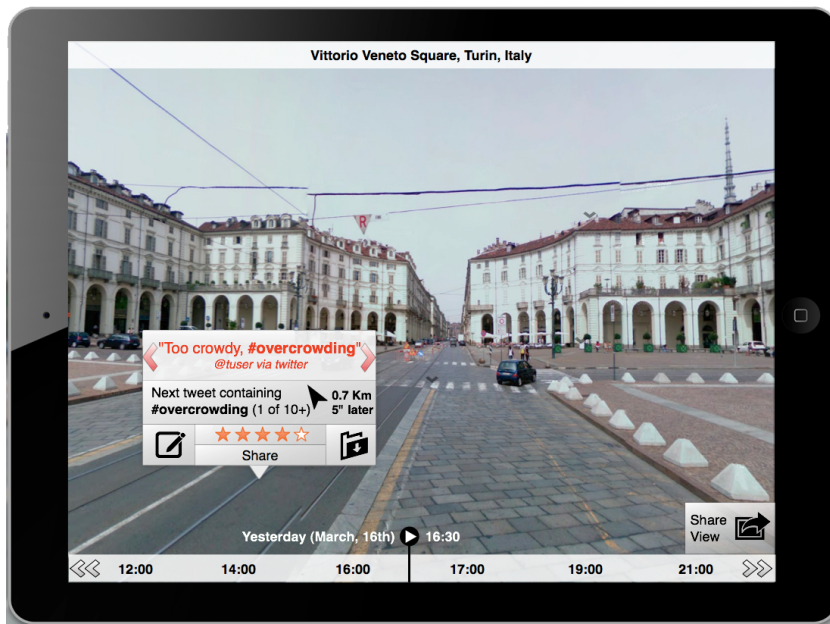 Vittorio Veneto Square, Turin, Italy
R
"Too crowdy, #overcrowding"
@tuser via twitter
Next tweet containing
#overcrowding (1 of 10+)
0.7 Km
5" later
Share
Share
View
Yesterday (March, 16th) 16:30
12:00 14:00 16:00 17:00 19:00 21:00